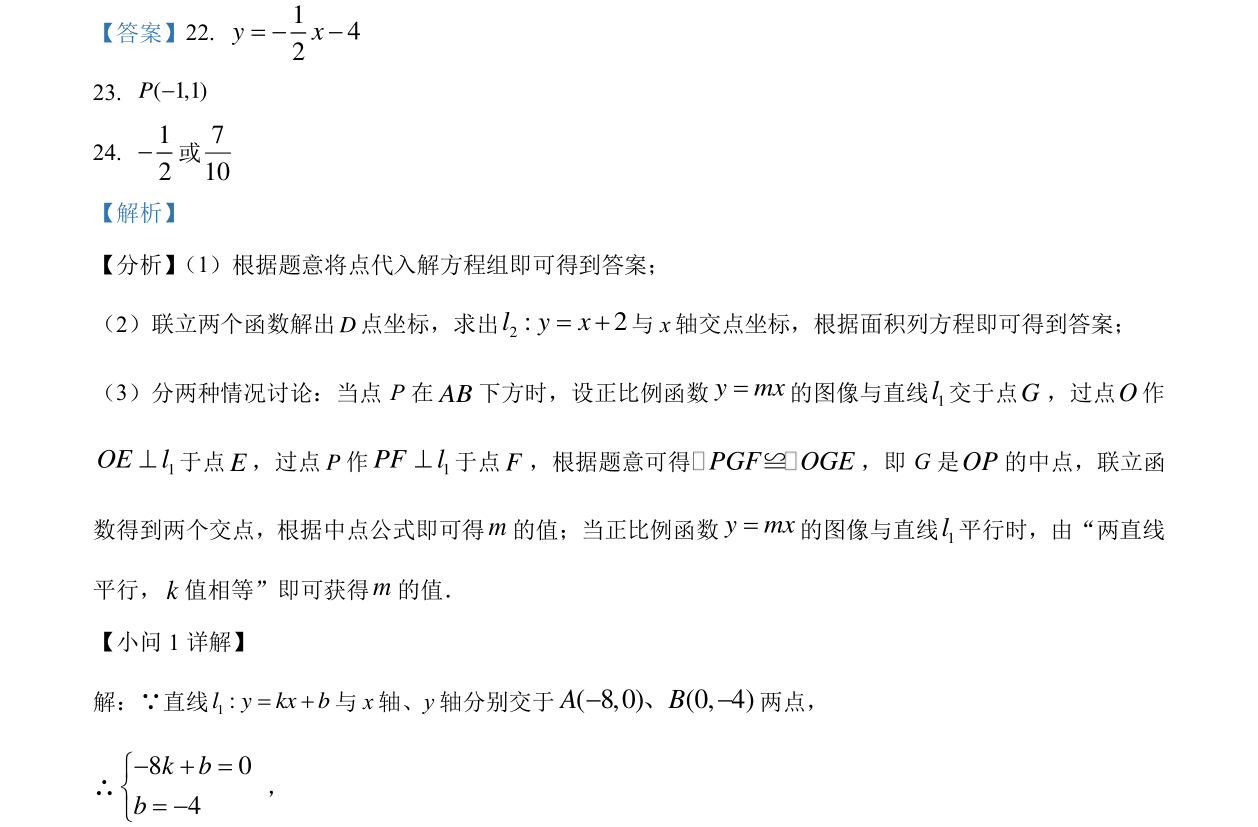 【答案】22. y = −1/2 x − 4
23. P(−1,1)
24. −1/2 或 7/10
【解析】
【分析】(1)根据题意将点代入解方程组即可得到答案；
（2）联立两个函数解出 D 点坐标，求出 l₂ : y = x + 2 与 x 轴交点坐标，根据面积列方程即可得到答案；
（3）分两种情况讨论：当点 P 在 AB 下方时，设正比例函数 y = mx 的图像与直线 l₁ 交于点 G ，过点 O 作
OE ⊥ l₁ 于点 E ，过点 P 作 PF ⊥ l₁ 于点 F ，根据题意可得□PGF≌□OGE ，即 G 是 OP 的中点，联立函
数得到两个交点，根据中点公式即可得 m 的值；当正比例函数 y = mx 的图像与直线 l₁ 平行时，由“两直线
平行， k 值相等”即可获得 m 的值．
【小问 1 详解】
解：∵直线 l₁ : y = kx + b 与 x 轴、y 轴分别交于 A(−8,0)、B(0,−4) 两点，
∴ {−8k + b = 0
b = −4 ，